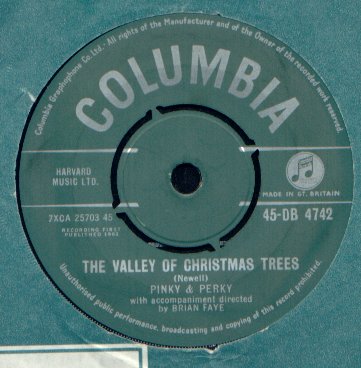 Columbia Graphophone Co. Ltd. All rights of the Manufacturer and of the Owner of the recorded work reserved.
COLUMBIA
HARVARD
MUSIC LTD.
MADE IN GT. BRITAIN
7XCA 25703 45
45-DB 4742
RECORDING FIRST
PUBLISHED 1961
THE VALLEY OF CHRISTMAS TREES
(Newell)
PINKY & PERKY
with accompaniment directed
by BRIAN FAYE
Unauthorised public performance, broadcasting and copying of this record prohibited.